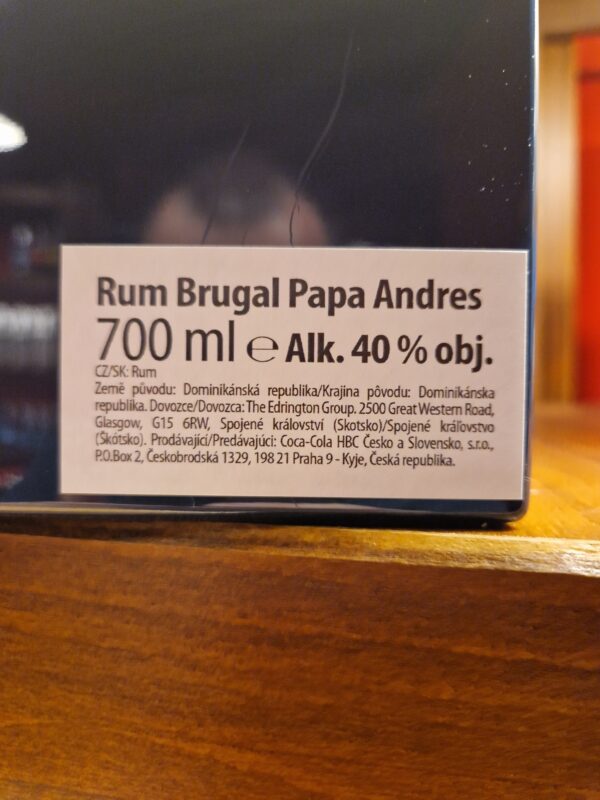 Rum Brugal Papa Andres
700 ml ℮ Alk. 40 % obj.
CZ/SK: Rum
Země původu: Dominikánská republika/Krajina pôvodu: Dominikánska
republika. Dovozce/Dovozca: The Edrington Group. 2500 Great Western Road,
Glasgow, G15 6RW, Spojené království (Skotsko)/Spojené kráľovstvo
(Škótsko). Prodávající/Predávajúci: Coca-Cola HBC Česko a Slovensko, s.r.o.,
P.O.Box 2, Českobrodská 1329, 198 21 Praha 9 - Kyje, Česká republika.